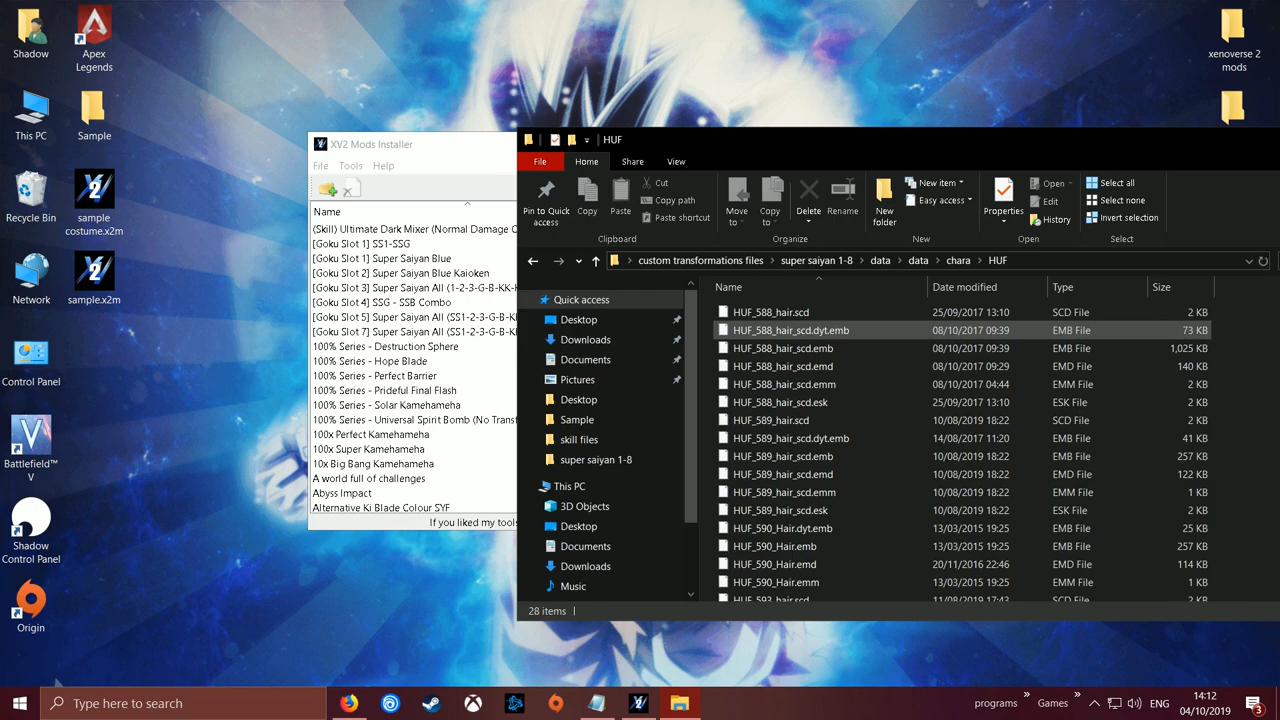 Shadow
Apex
Legends
This PC
Sample
Recycle Bin
sample
costume.x2m
Network
sample.x2m
Control Panel
Battlefield™
V
Shadow
Control Panel
Origin
xenoverse 2
mods
XV2 Mods Installer
File Tools Help
Name
(Skill) Ultimate Dark Mixer (Normal Damage
[Goku Slot 1] SS1-SSG
[Goku Slot 1] Super Saiyan Blue
[Goku Slot 2] Super Saiyan Blue Kaioken
[Goku Slot 3] Super Saiyan All (1-2-3-G-B-KK-
[Goku Slot 4] SSG - SSB Combo
[Goku Slot 5] Super Saiyan All (SS1-2-3-G-B-
[Goku Slot 7] Super Saiyan All (SS1-2-3-G-B-
100% Series - Destruction Sphere
100% Series - Hope Blade
100% Series - Perfect Barrier
100% Series - Prideful Final Flash
100% Series - Solar Kamehameha
100% Series - Universal Spirit Bomb (No Transf
100x Perfect Kamehameha
100x Super Kamehameha
10x Big Bang Kamehameha
A world full of challenges
Abyss Impact
Alternative Ki Blade Colour SYF
If you liked my tools
HUF
File Home Share View
Pin to Quick
access
Copy
Paste
Cut
Copy path
Paste shortcut
Clipboard
Move
to
Copy
to
Delete
Rename
Organize
New
folder
New item
Easy access
New
Properties
Open
Edit
History
Open
Select all
Select none
Invert selection
Select
custom transformations files > super saiyan 1-8 > data > data > chara > HUF
Quick access
Desktop
Downloads
Documents
Pictures
Desktop
Sample
skill files
super saiyan 1-8
This PC
3D Objects
Desktop
Documents
Downloads
Music
Name Date modified Type Size
HUF_588_hair.scd 25/09/2017 13:10 SCD File 2 KB
HUF_588_hair_scd.dyt.emb 08/10/2017 09:39 EMB File 73 KB
HUF_588_hair_scd.emb 08/10/2017 09:39 EMB File 1,025 KB
HUF_588_hair_scd.emd 08/10/2017 09:29 EMD File 140 KB
HUF_588_hair_scd.emm 08/10/2017 04:44 EMM File 2 KB
HUF_588_hair_scd.esk 25/09/2017 13:10 ESK File 2 KB
HUF_589_hair.scd 10/08/2019 18:22 SCD File 2 KB
HUF_589_hair_scd.dyt.emb 14/08/2017 11:20 EMB File 41 KB
HUF_589_hair_scd.emb 10/08/2019 18:22 EMB File 257 KB
HUF_589_hair_scd.emd 10/08/2019 18:22 EMD File 122 KB
HUF_589_hair_scd.emm 10/08/2019 18:22 EMM File 1 KB
HUF_589_hair_scd.esk 10/08/2019 18:22 ESK File 2 KB
HUF_590_Hair.dyt.emb 13/03/2015 19:25 EMB File 25 KB
HUF_590_Hair.emb 13/03/2015 19:25 EMB File 257 KB
HUF_590_Hair.emd 20/11/2016 22:46 EMD File 114 KB
HUF_590_Hair.emm 13/03/2015 19:25 EMM File 1 KB
HUF_593_hair.scd 11/08/2019 17:43 SCD File 2 KB
28 items
Type here to search
programs
Games
ENG
14:12
04/10/2019
3